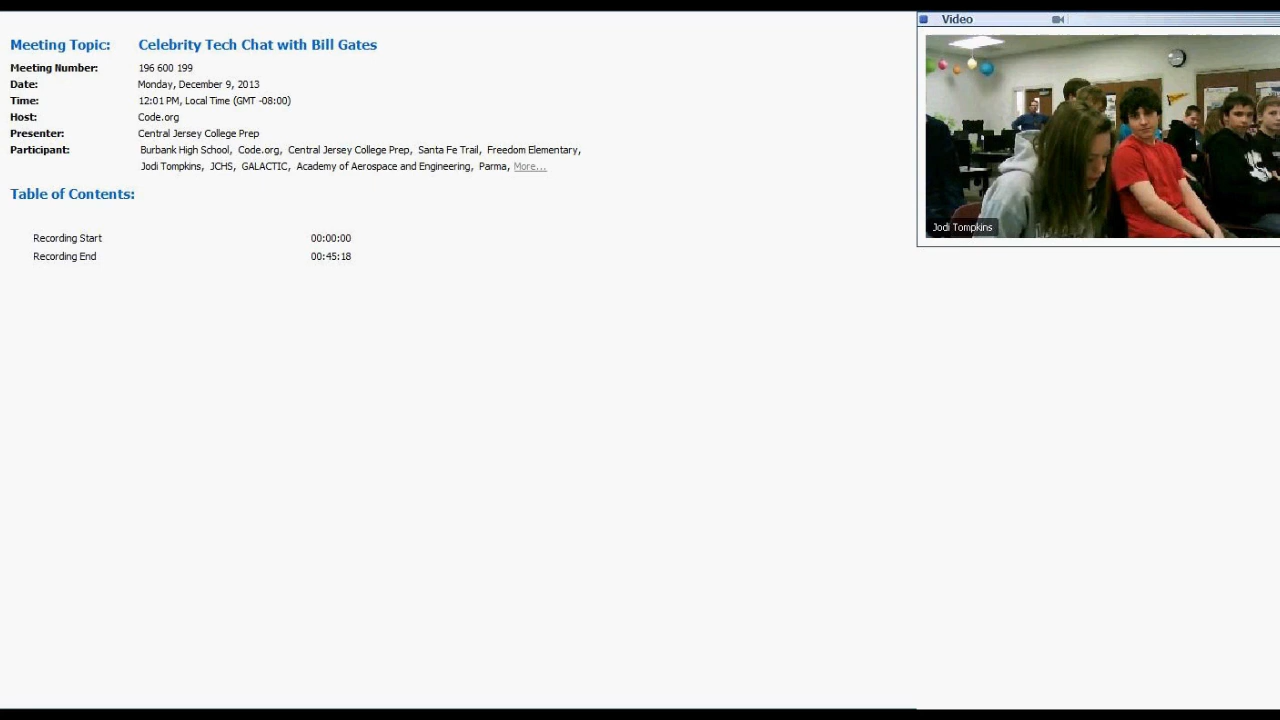 Meeting Topic: Celebrity Tech Chat with Bill Gates
Meeting Number: 196 600 199
Date: Monday, December 9, 2013
Time: 12:01 PM, Local Time (GMT -08:00)
Host: Code.org
Presenter: Central Jersey College Prep
Participant: Burbank High School, Code.org, Central Jersey College Prep, Santa Fe Trail, Freedom Elementary,
Jodi Tompkins, JCHS, GALACTIC, Academy of Aerospace and Engineering, Parma, More...
Table of Contents:
Recording Start 00:00:00
Recording End 00:45:18
Video
Jodi Tompkins